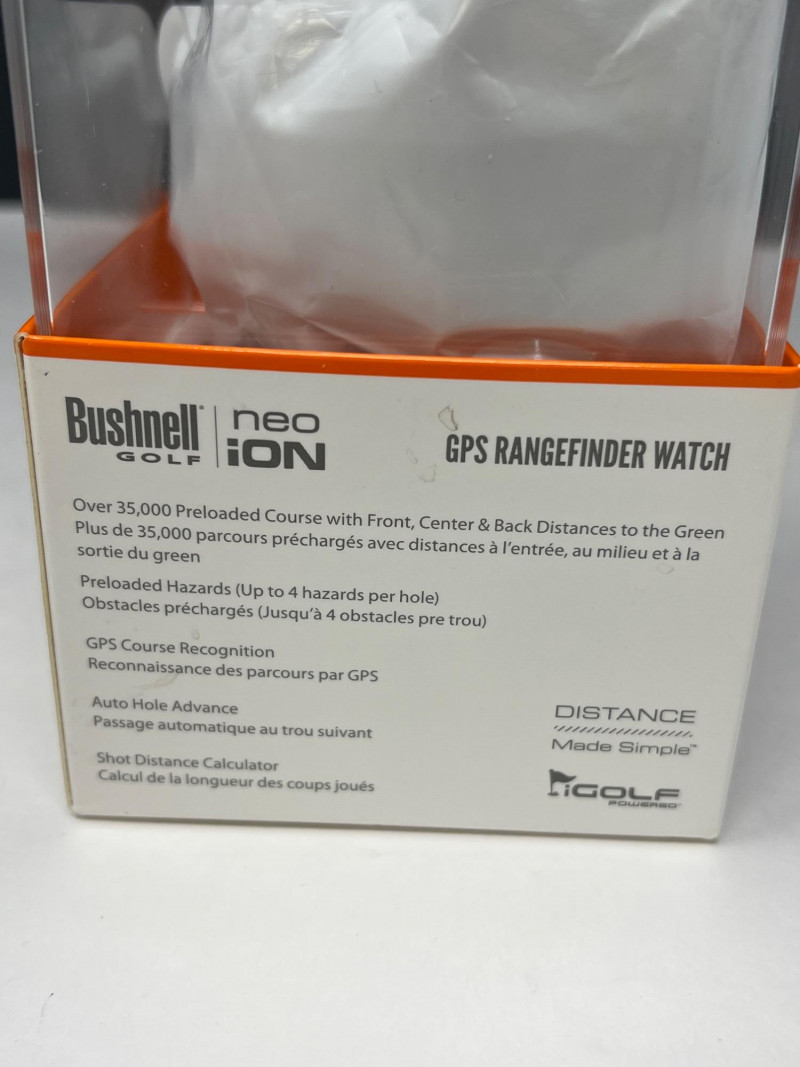 Bushnell
GOLF
neo
iON
GPS RANGEFINDER WATCH
Over 35,000 Preloaded Course with Front, Center & Back Distances to the Green
Plus de 35,000 parcours préchargés avec distances à l'entrée, au milieu et à la
sortie du green
Preloaded Hazards (Up to 4 hazards per hole)
Obstacles préchargés (Jusqu'à 4 obstacles pre trou)
GPS Course Recognition
Reconnaissance des parcours par GPS
Auto Hole Advance
Passage automatique au trou suivant
Shot Distance Calculator
Calcul de la longueur des coups joués
DISTANCE
Made Simple™
iGOLF
POWERED